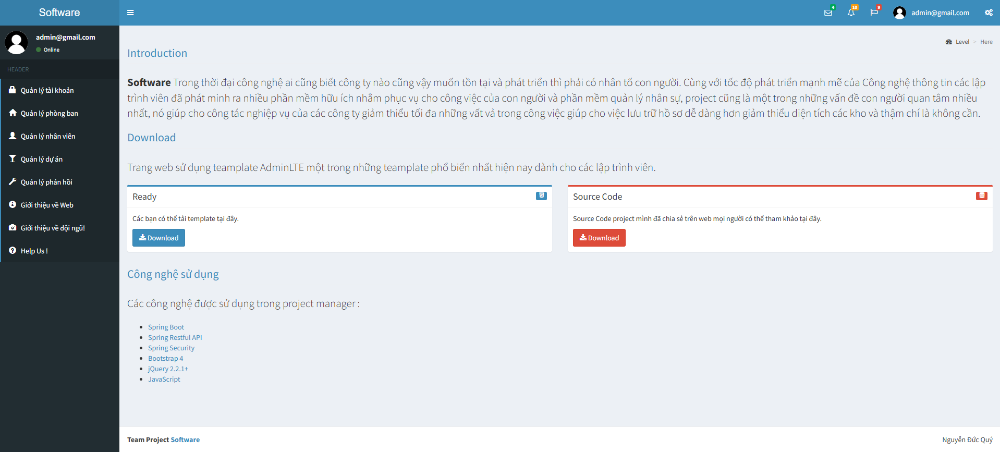 Software
4
10
9
admin@gmail.com
admin@gmail.com
Online
HEADER
Quản lý tài khoản
Quản lý phòng ban
Quản lý nhân viên
Quản lý dự án
Quản lý phản hồi
Giới thiệu về Web
Giới thiệu về đội ngũ!
Help Us !
Level > Here
Introduction
Software Trong thời đại công nghệ ai cũng biết công ty nào cũng vậy muốn tồn tại và phát triển thì phải có nhân tố con người. Cùng với tốc độ phát triển mạnh mẽ của Công nghệ thông tin các lập
trình viên đã phát minh ra nhiều phần mềm hữu ích nhằm phục vụ cho công việc của con người và phần mềm quản lý nhân sự, project cũng là một trong những vấn đề con người quan tâm nhiều
nhất, nó giúp cho công tác nghiệp vụ của các công ty giảm thiểu tối đa những vất vả trong công việc giúp cho việc lưu trữ hồ sơ dễ dàng hơn giảm thiểu diện tích các kho và thậm chí là không cần.
Download
Trang web sử dụng teamplate AdminLTE một trong những teamplate phổ biến nhất hiện nay dành cho các lập trình viên.
Ready
Các bạn có thể tải template tại đây.
Download
Source Code
Source Code project mình đã chia sẻ trên web mọi người có thể tham khảo tại đây.
Download
Công nghệ sử dụng
Các công nghệ được sử dụng trong project manager :
Spring Boot
Spring Restful API
Spring Security
Bootstrap 4
jQuery 2.2.1+
JavaScript
Team Project Software
Nguyễn Đức Quý